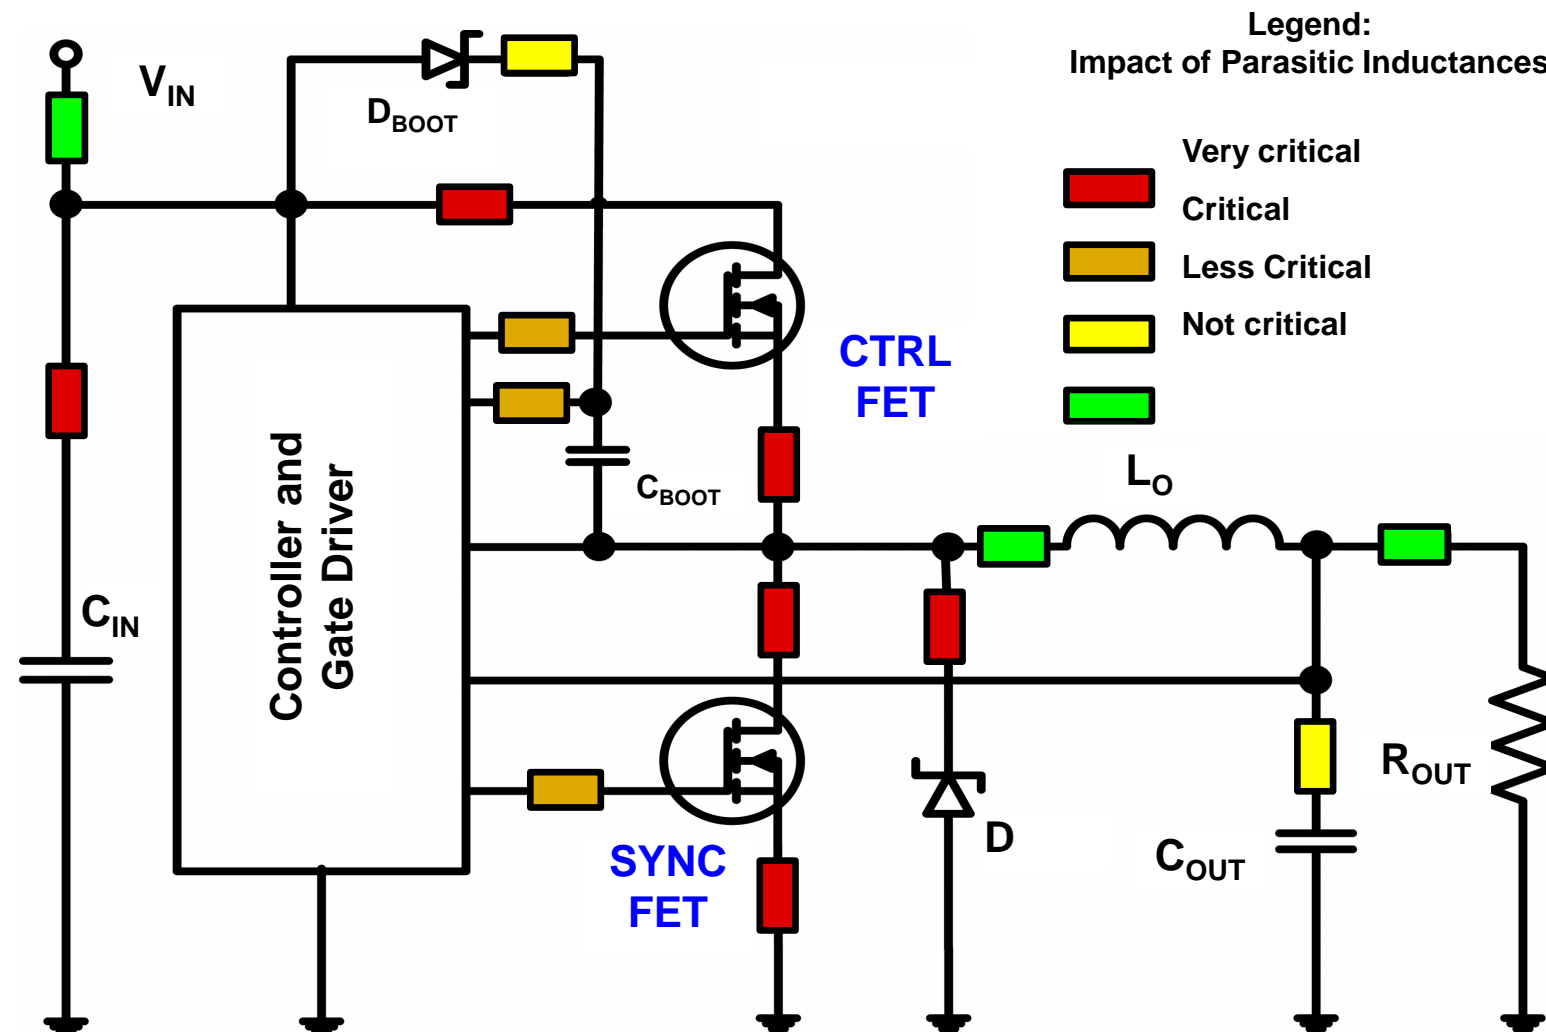 Legend:
Impact of Parasitic Inductances
VIN
DBOOT
Very critical
Critical
Less Critical
Not critical
CTRL
FET
Controller and
Gate Driver
CBOOT
LO
CIN
ROUT
D
COUT
SYNC
FET